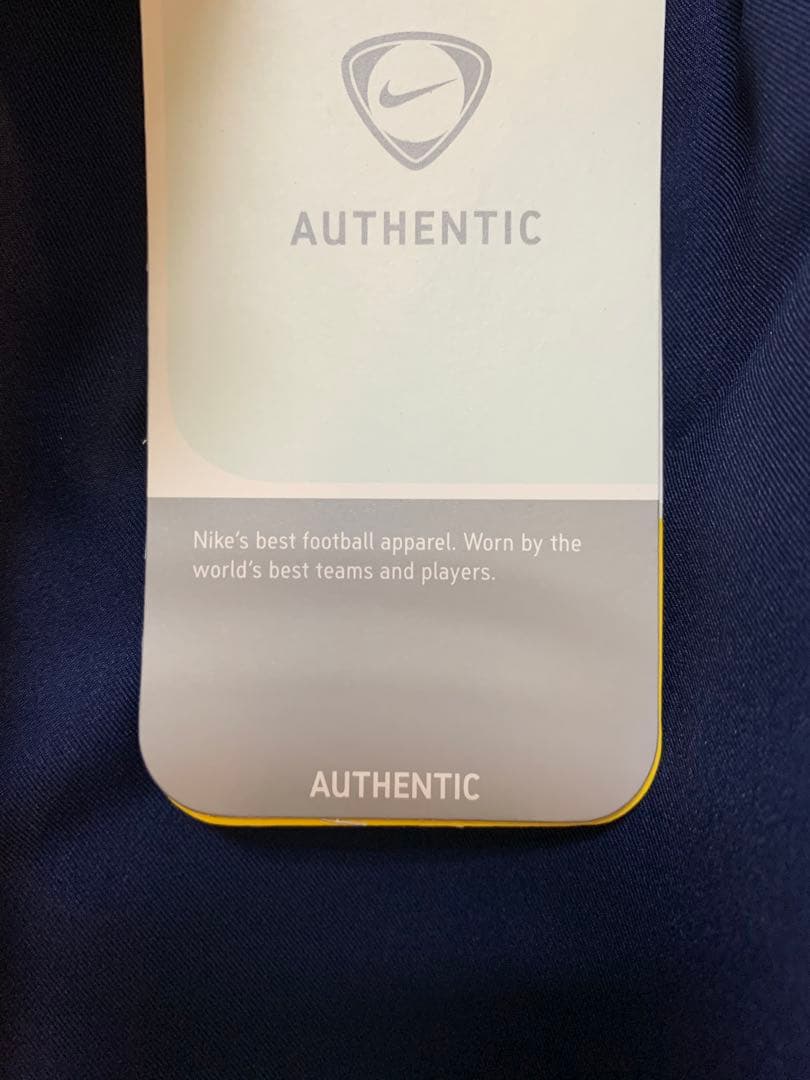 AUTHENTIC
Nike's best football apparel. Worn by the
world's best teams and players.
AUTHENTIC